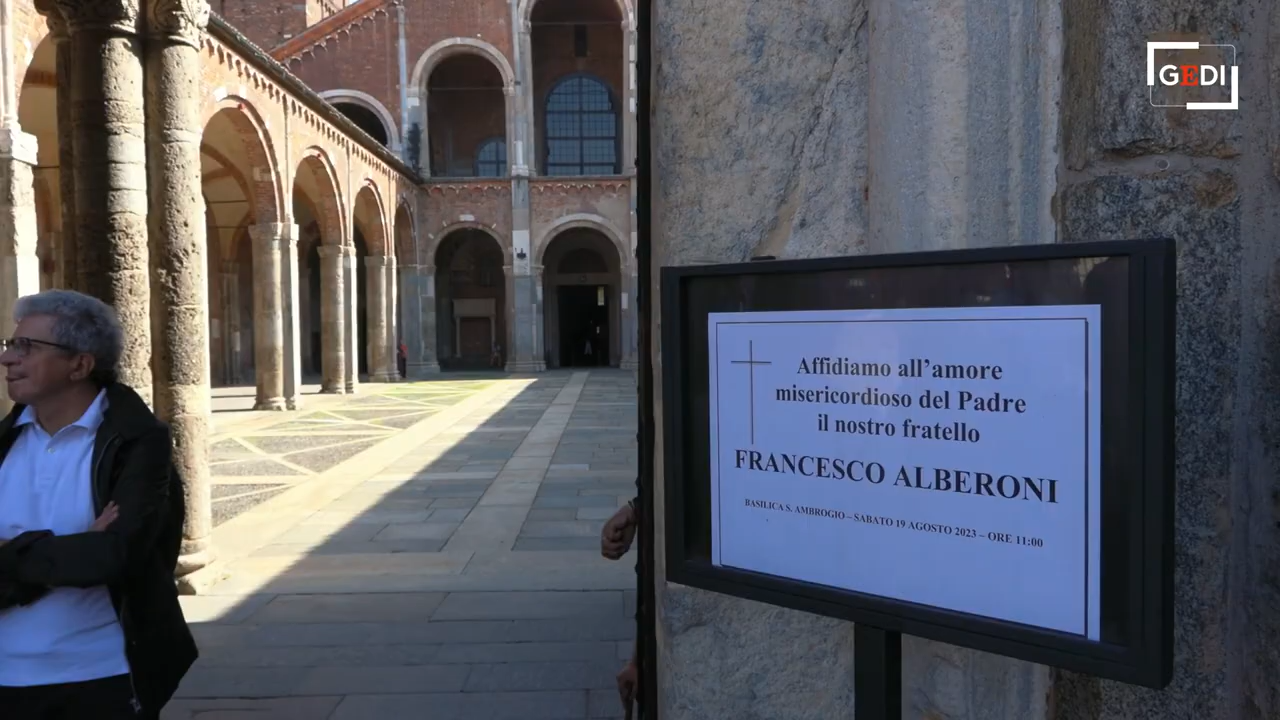 GEDI
Affidiamo all’amore
misericordioso del Padre
il nostro fratello
FRANCESCO ALBERONI
BASILICA S. AMBROGIO – SABATO 19 AGOSTO 2023 – ORE 11:00